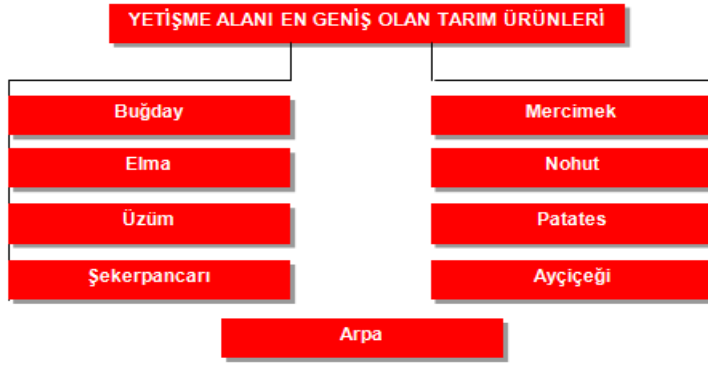 YETİŞME ALANI EN GENİŞ OLAN TARIM ÜRÜNLERİ
Buğday
Elma
Üzüm
Şekerpancarı
Mercimek
Nohut
Patates
Ayçiçeği
Arpa